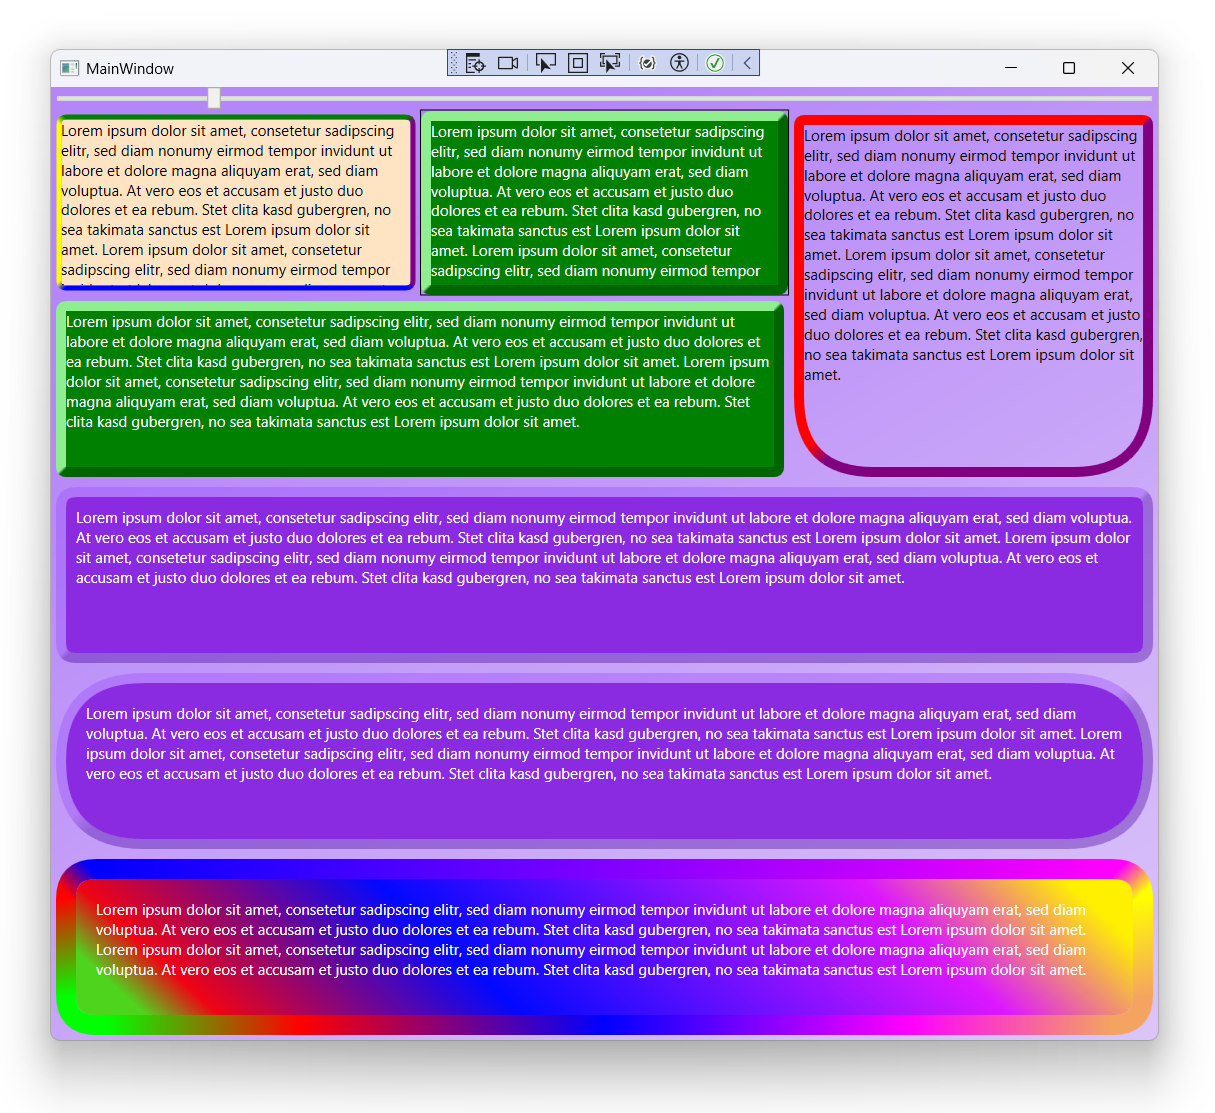 MainWindow
Lorem ipsum dolor sit amet, consetetur sadipscing
elitr, sed diam nonumy eirmod tempor invidunt ut
labore et dolore magna aliquyam erat, sed diam
voluptua. At vero eos et accusam et justo duo
dolores et ea rebum. Stet clita kasd gubergren, no
sea takimata sanctus est Lorem ipsum dolor sit
amet. Lorem ipsum dolor sit amet, consetetur
sadipscing elitr, sed diam nonumy eirmod tempor
Lorem ipsum dolor sit amet, consetetur sadipscing
elitr, sed diam nonumy eirmod tempor invidunt ut
labore et dolore magna aliquyam erat, sed diam
voluptua. At vero eos et accusam et justo duo
dolores et ea rebum. Stet clita kasd gubergren, no
sea takimata sanctus est Lorem ipsum dolor sit
amet. Lorem ipsum dolor sit amet, consetetur
sadipscing elitr, sed diam nonumy eirmod tempor
Lorem ipsum dolor sit amet, consetetur sadipscing
elitr, sed diam nonumy eirmod tempor invidunt ut
labore et dolore magna aliquyam erat, sed diam
voluptua. At vero eos et accusam et justo duo
dolores et ea rebum. Stet clita kasd gubergren, no
sea takimata sanctus est Lorem ipsum dolor sit
amet. Lorem ipsum dolor sit amet, consetetur
sadipscing elitr, sed diam nonumy eirmod tempor
invidunt ut labore et dolore magna aliquyam erat,
sed diam voluptua. At vero eos et accusam et justo
duo dolores et ea rebum. Stet clita kasd gubergren,
no sea takimata sanctus est Lorem ipsum dolor sit
amet.
Lorem ipsum dolor sit amet, consetetur sadipscing elitr, sed diam nonumy eirmod tempor invidunt ut
labore et dolore magna aliquyam erat, sed diam voluptua. At vero eos et accusam et justo duo dolores et
ea rebum. Stet clita kasd gubergren, no sea takimata sanctus est Lorem ipsum dolor sit amet. Lorem ipsum
dolor sit amet, consetetur sadipscing elitr, sed diam nonumy eirmod tempor invidunt ut labore et dolore
magna aliquyam erat, sed diam voluptua. At vero eos et accusam et justo duo dolores et ea rebum. Stet
clita kasd gubergren, no sea takimata sanctus est Lorem ipsum dolor sit amet.
Lorem ipsum dolor sit amet, consetetur sadipscing elitr, sed diam nonumy eirmod tempor invidunt ut labore et dolore magna aliquyam erat, sed diam voluptua.
At vero eos et accusam et justo duo dolores et ea rebum. Stet clita kasd gubergren, no sea takimata sanctus est Lorem ipsum dolor sit amet. Lorem ipsum dolor
sit amet, consetetur sadipscing elitr, sed diam nonumy eirmod tempor invidunt ut labore et dolore magna aliquyam erat, sed diam voluptua. At vero eos et
accusam et justo duo dolores et ea rebum. Stet clita kasd gubergren, no sea takimata sanctus est Lorem ipsum dolor sit amet.
Lorem ipsum dolor sit amet, consetetur sadipscing elitr, sed diam nonumy eirmod tempor invidunt ut labore et dolore magna aliquyam erat, sed diam
voluptua. At vero eos et accusam et justo duo dolores et ea rebum. Stet clita kasd gubergren, no sea takimata sanctus est Lorem ipsum dolor sit amet. Lorem
ipsum dolor sit amet, consetetur sadipscing elitr, sed diam nonumy eirmod tempor invidunt ut labore et dolore magna aliquyam erat, sed diam voluptua. At
vero eos et accusam et justo duo dolores et ea rebum. Stet clita kasd gubergren, no sea takimata sanctus est Lorem ipsum dolor sit amet.
Lorem ipsum dolor sit amet, consetetur sadipscing elitr, sed diam nonumy eirmod tempor invidunt ut labore et dolore magna aliquyam erat, sed diam
voluptua. At vero eos et accusam et justo duo dolores et ea rebum. Stet clita kasd gubergren, no sea takimata sanctus est Lorem ipsum dolor sit amet.
Lorem ipsum dolor sit amet, consetetur sadipscing elitr, sed diam nonumy eirmod tempor invidunt ut labore et dolore magna aliquyam erat, sed diam
voluptua. At vero eos et accusam et justo duo dolores et ea rebum. Stet clita kasd gubergren, no sea takimata sanctus est Lorem ipsum dolor sit amet.